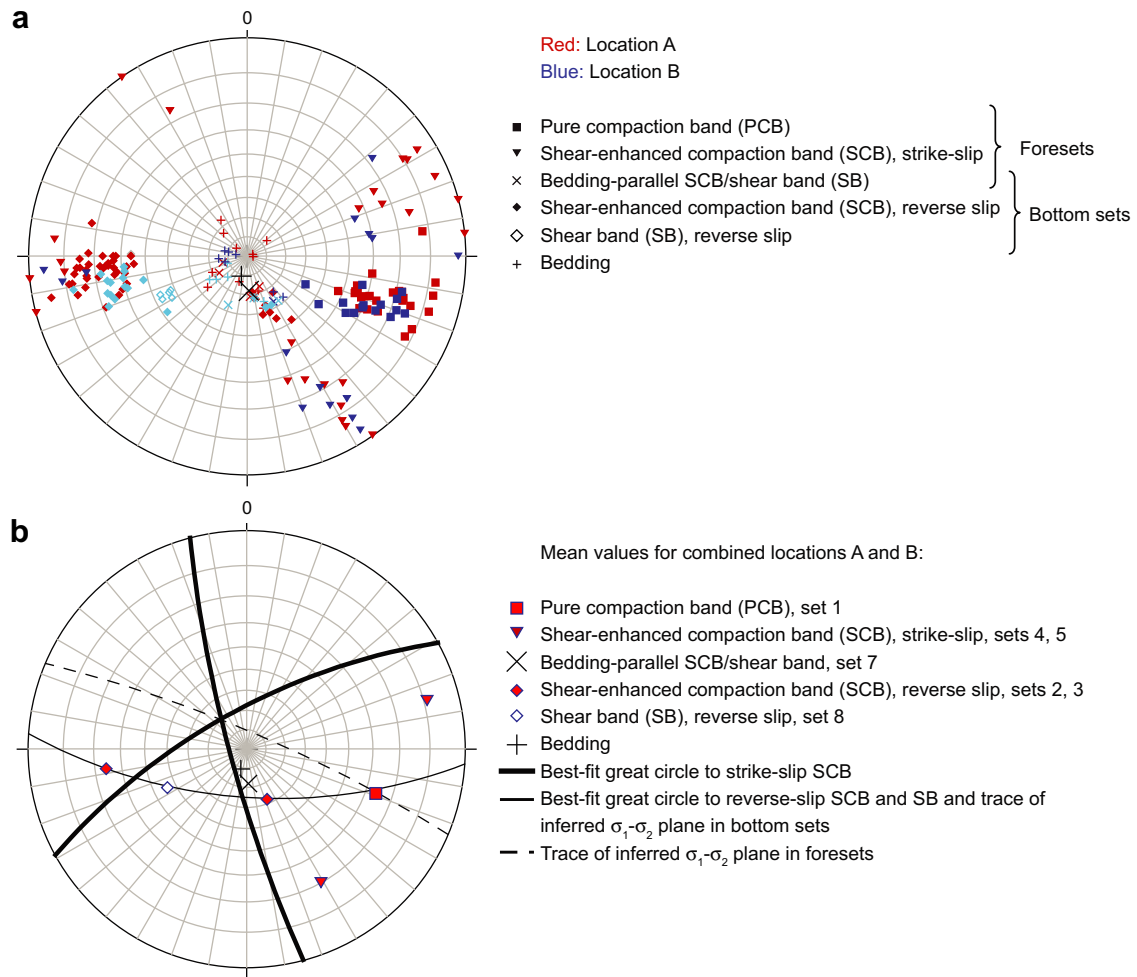 a
0
Red: Location A
Blue: Location B
Pure compaction band (PCB)
Shear-enhanced compaction band (SCB), strike-slip
Foresets
Bedding-parallel SCB/shear band (SB)
Shear-enhanced compaction band (SCB), reverse slip
Bottom sets
Shear band (SB), reverse slip
Bedding
b
0
Mean values for combined locations A and B:
Pure compaction band (PCB), set 1
Shear-enhanced compaction band (SCB), strike-slip, sets 4, 5
Bedding-parallel SCB/shear band, set 7
Shear-enhanced compaction band (SCB), reverse slip, sets 2, 3
Shear band (SB), reverse slip, set 8
Bedding
Best-fit great circle to strike-slip SCB
Best-fit great circle to reverse-slip SCB and SB and trace of
inferred σ₁-σ₂ plane in bottom sets
Trace of inferred σ₁-σ₂ plane in foresets